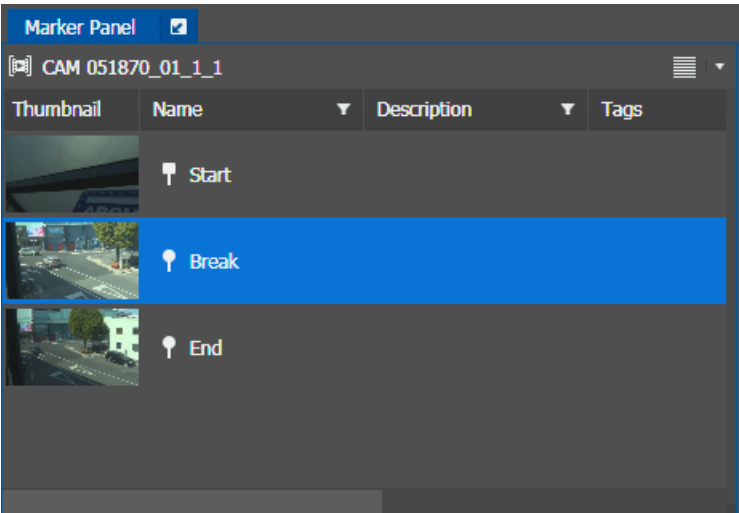 Marker Panel
CAM 051870_01_1_1
Thumbnail Name Description Tags
Start
Break
End